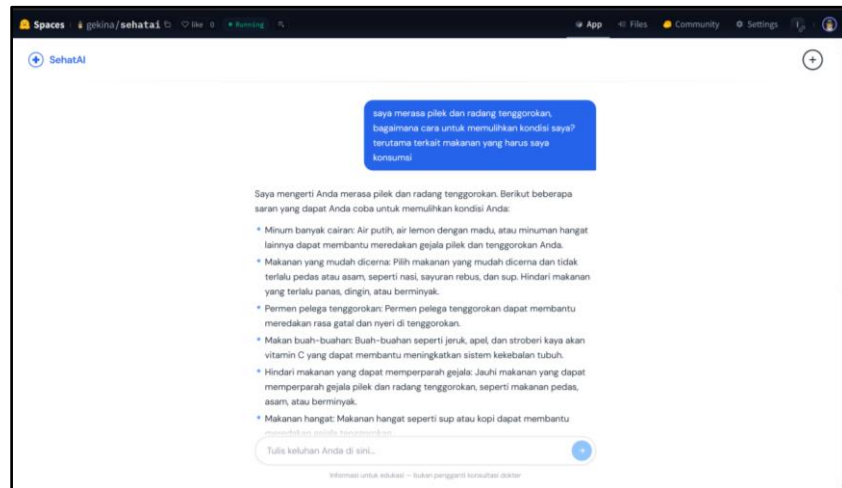 Spaces gekina/sehatai like 0 Running App Files Community Settings
SehatAI
saya merasa pilek dan radang tenggorokan,
bagaimana cara untuk memulihkan kondisi saya?
terutama terkait makanan yang harus saya
konsumsi
Saya mengerti Anda merasa pilek dan radang tenggorokan. Berikut beberapa
saran yang dapat Anda coba untuk memulihkan kondisi Anda:
Minum banyak cairan: Air putih, air lemon dengan madu, atau minuman hangat
lainnya dapat membantu meredakan gejala pilek dan tenggorokan Anda.
Makanan yang mudah dicerna: Pilih makanan yang mudah dicerna dan tidak
terlalu pedas atau asam, seperti nasi, sayuran rebus, dan sup. Hindari makanan
yang terlalu panas, dingin, atau berminyak.
Permen pelega tenggorokan: Permen pelega tenggorokan dapat membantu
meredakan rasa gatal dan nyeri di tenggorokan.
Makan buah-buahan: Buah-buahan seperti jeruk, apel, dan stroberi kaya akan
vitamin C yang dapat membantu meningkatkan sistem kekebalan tubuh.
Hindari makanan yang dapat memperparah gejala: Jauhi makanan yang dapat
memperparah gejala pilek dan radang tenggorokan, seperti makanan pedas,
asam, atau berminyak.
Makanan hangat: Makanan hangat seperti sup atau kopi dapat membantu
meredakan gejala tenggorokan.
Tulis keluhan Anda di sini...
Informasi untuk edukasi — bukan pengganti konsultasi dokter